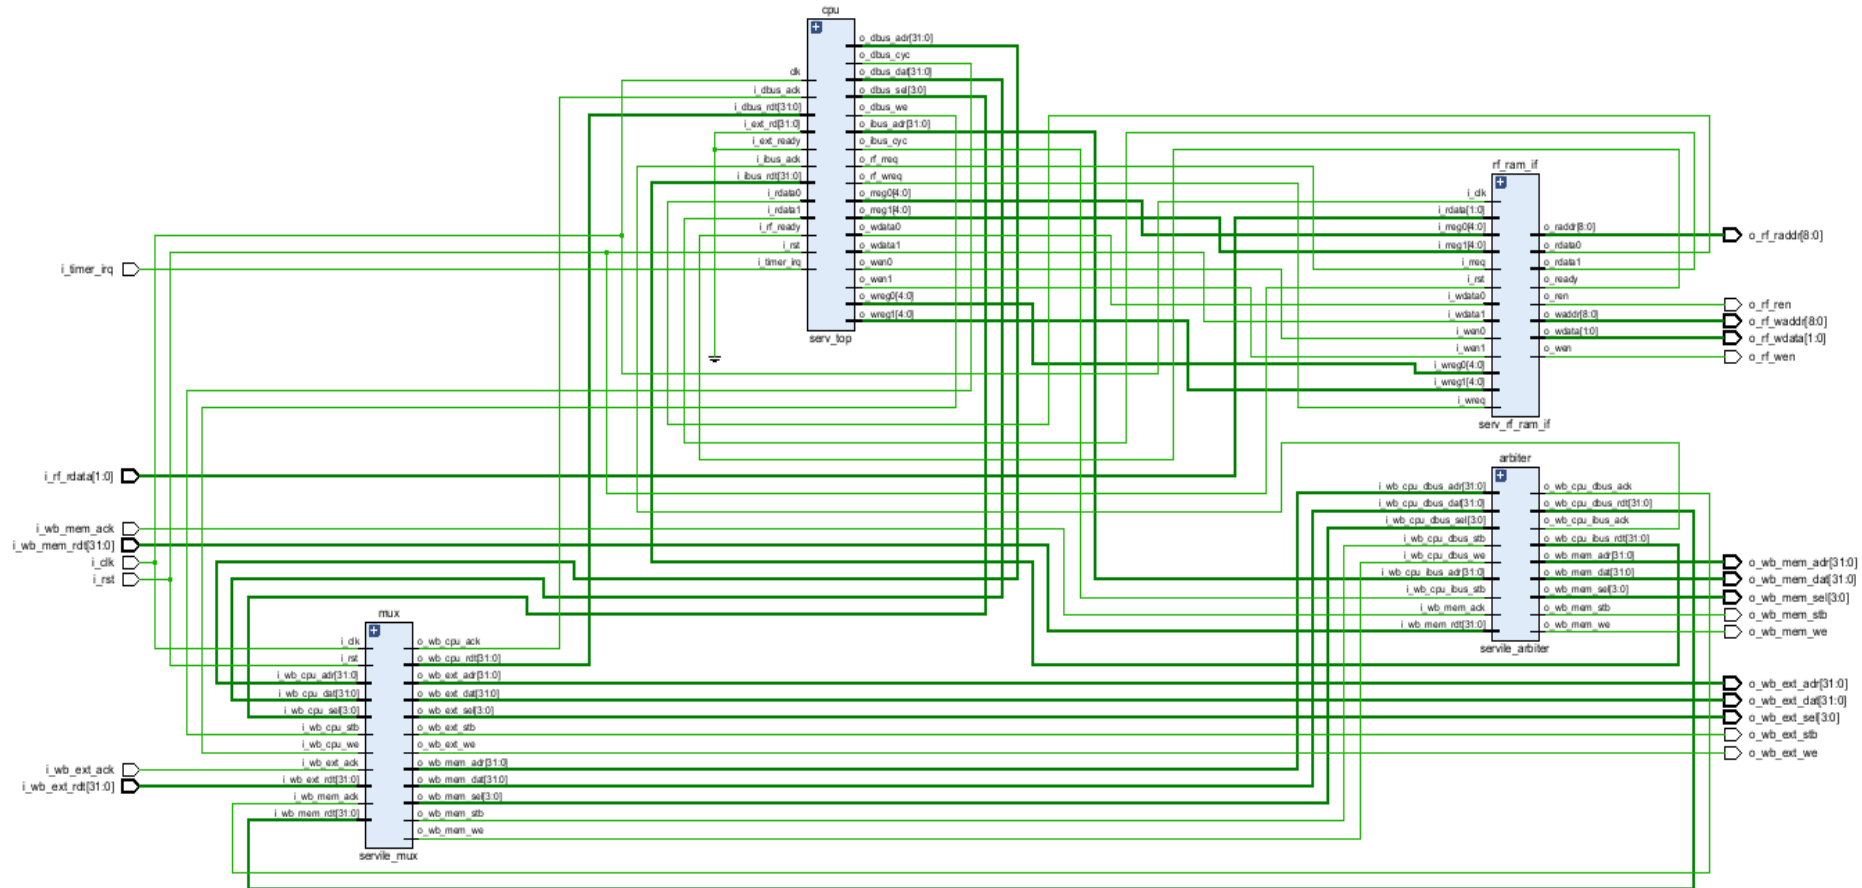 cpu
clk
i_dbus_ack
i_dbus_rdt[31:0]
i_ext_rd[31:0]
i_ext_ready
i_ibus_ack
i_ibus_rdt[31:0]
i_rdata0
i_rdata1
i_rf_ready
i_rst
i_timer_irq
o_dbus_adr[31:0]
o_dbus_cyc
o_dbus_dat[31:0]
o_dbus_sel[3:0]
o_dbus_we
o_ibus_adr[31:0]
o_ibus_cyc
o_rf_rreq
o_rf_wreq
o_rreg0[4:0]
o_rreg1[4:0]
o_wdata0
o_wdata1
o_wen0
o_wen1
o_wreg0[4:0]
o_wreg1[4:0]
serv_top
rf_ram_if
i_clk
i_rdata[1:0]
i_rreg0[4:0]
i_rreg1[4:0]
i_rreq
i_rst
i_wdata0
i_wdata1
i_wen0
i_wen1
i_wreg0[4:0]
i_wreg1[4:0]
i_wreq
o_raddr[8:0]
o_rdata0
o_rdata1
o_ready
o_ren
o_waddr[8:0]
o_wdata[1:0]
o_wen
serv_rf_ram_if
o_rf_raddr[8:0]
o_rf_ren
o_rf_waddr[8:0]
o_rf_wdata[1:0]
o_rf_wen
i_timer_irq
i_rf_rdata[1:0]
i_wb_mem_ack
i_wb_mem_rdt[31:0]
i_clk
i_rst
i_wb_ext_ack
i_wb_ext_rdt[31:0]
arbiter
i_wb_cpu_dbus_adr[31:0]
i_wb_cpu_dbus_dat[31:0]
i_wb_cpu_dbus_sel[3:0]
i_wb_cpu_dbus_stb
i_wb_cpu_dbus_we
i_wb_cpu_ibus_adr[31:0]
i_wb_cpu_ibus_stb
i_wb_mem_ack
i_wb_mem_rdt[31:0]
o_wb_cpu_dbus_ack
o_wb_cpu_dbus_rdt[31:0]
o_wb_cpu_ibus_ack
o_wb_cpu_ibus_rdt[31:0]
o_wb_mem_adr[31:0]
o_wb_mem_dat[31:0]
o_wb_mem_sel[3:0]
o_wb_mem_stb
o_wb_mem_we
servile_arbiter
o_wb_mem_adr[31:0]
o_wb_mem_dat[31:0]
o_wb_mem_sel[3:0]
o_wb_mem_stb
o_wb_mem_we
mux
i_clk
i_rst
i_wb_cpu_adr[31:0]
i_wb_cpu_dat[31:0]
i_wb_cpu_sel[3:0]
i_wb_cpu_stb
i_wb_cpu_we
i_wb_ext_ack
i_wb_ext_rdt[31:0]
i_wb_mem_ack
i_wb_mem_rdt[31:0]
o_wb_cpu_ack
o_wb_cpu_rdt[31:0]
o_wb_ext_adr[31:0]
o_wb_ext_dat[31:0]
o_wb_ext_sel[3:0]
o_wb_ext_stb
o_wb_ext_we
o_wb_mem_adr[31:0]
o_wb_mem_dat[31:0]
o_wb_mem_sel[3:0]
o_wb_mem_stb
o_wb_mem_we
servile_mux
o_wb_ext_adr[31:0]
o_wb_ext_dat[31:0]
o_wb_ext_sel[3:0]
o_wb_ext_stb
o_wb_ext_we